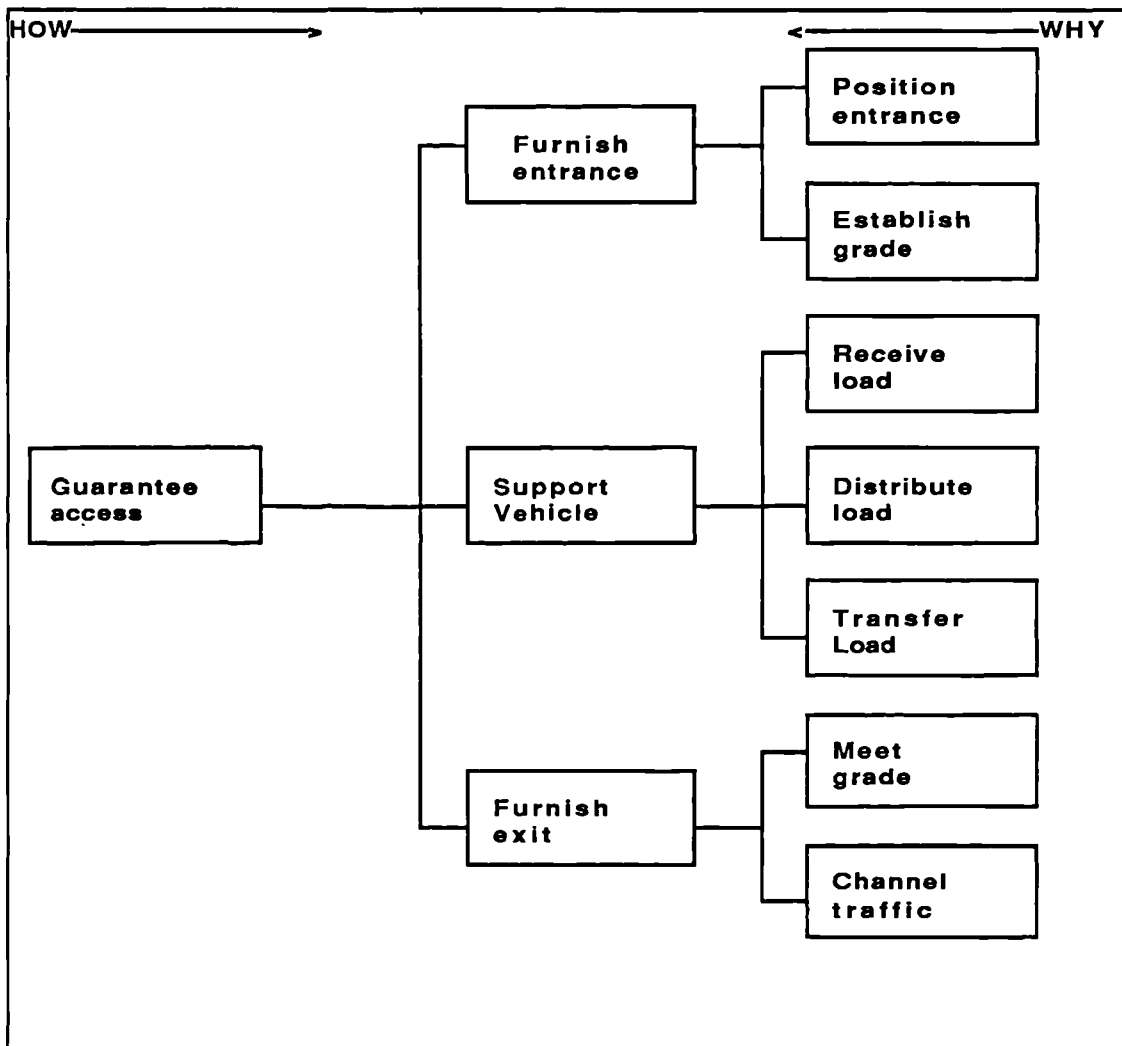 HOW WHY
Position
entrance
Furnish
entrance
Establish
grade
Receive
load
Guarantee
access
Support
Vehicle
Distribute
load
Transfer
Load
Meet
grade
Furnish
exit
Channel
traffic